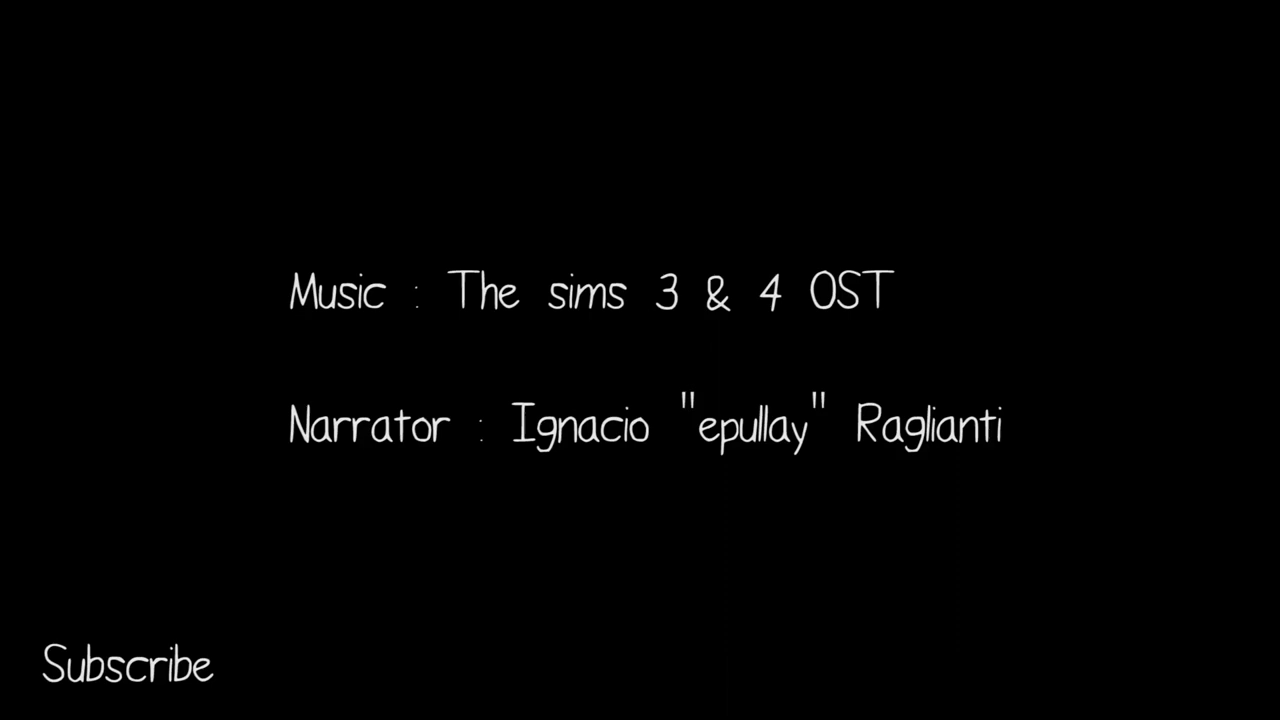 Music : The sims 3 & 4 OST
Narrator : Ignacio "epullay" Raglianti
Subscribe